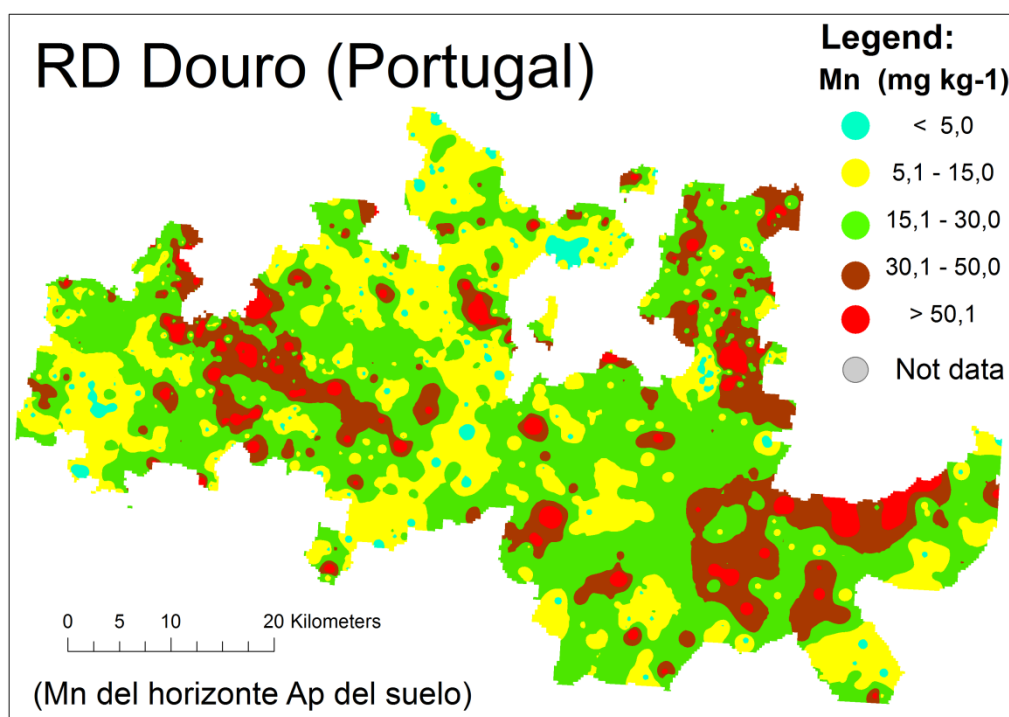 RD Douro (Portugal)
Legend:
Mn (mg kg-1)
< 5,0
5,1 - 15,0
15,1 - 30,0
30,1 - 50,0
> 50,1
Not data
0 5 10 20 Kilometers
(Mn del horizonte Ap del suelo)